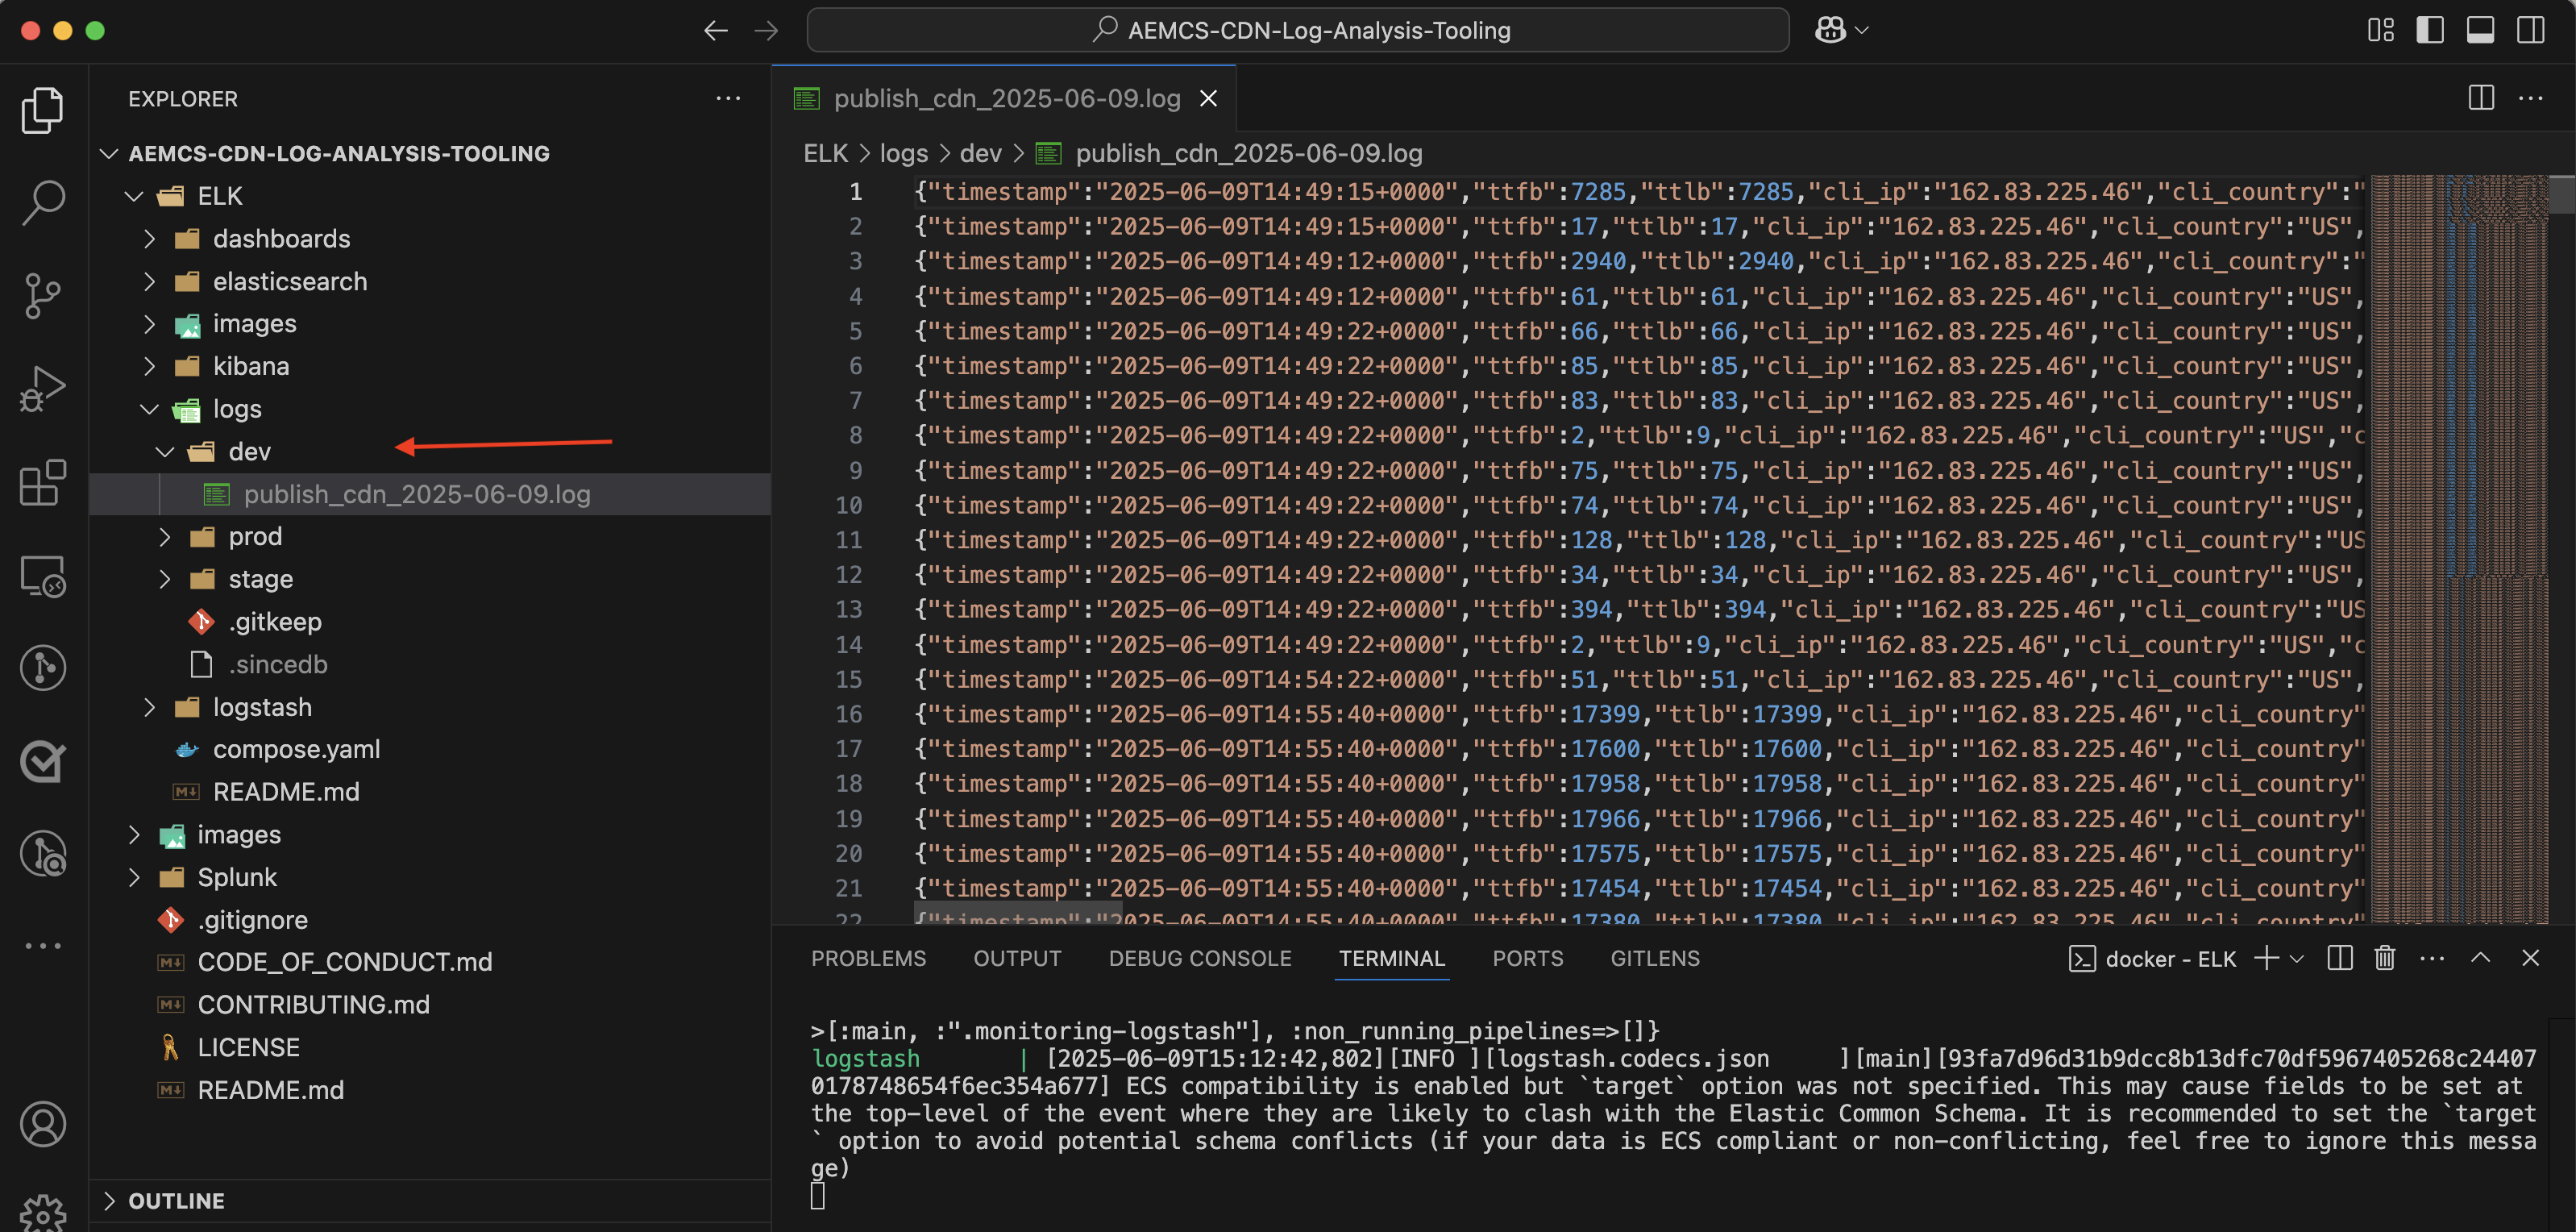 AEMCS-CDN-Log-Analysis-Tooling
EXPLORER
AEMCS-CDN-LOG-ANALYSIS-TOOLING
ELK
dashboards
elasticsearch
images
kibana
logs
dev
publish_cdn_2025-06-09.log
prod
stage
.gitkeep
.sincedb
logstash
compose.yaml
README.md
images
Splunk
.gitignore
CODE_OF_CONDUCT.md
CONTRIBUTING.md
LICENSE
README.md
OUTLINE
publish_cdn_2025-06-09.log
ELK > logs > dev > publish_cdn_2025-06-09.log
1 {"timestamp":"2025-06-09T14:49:15+0000","ttfb":7285,"ttlb":7285,"cli_ip":"162.83.225.46","cli_country":"
2 {"timestamp":"2025-06-09T14:49:15+0000","ttfb":17,"ttlb":17,"cli_ip":"162.83.225.46","cli_country":"US",
3 {"timestamp":"2025-06-09T14:49:12+0000","ttfb":2940,"ttlb":2940,"cli_ip":"162.83.225.46","cli_country":"
4 {"timestamp":"2025-06-09T14:49:12+0000","ttfb":61,"ttlb":61,"cli_ip":"162.83.225.46","cli_country":"US",
5 {"timestamp":"2025-06-09T14:49:22+0000","ttfb":66,"ttlb":66,"cli_ip":"162.83.225.46","cli_country":"US",
6 {"timestamp":"2025-06-09T14:49:22+0000","ttfb":85,"ttlb":85,"cli_ip":"162.83.225.46","cli_country":"US",
7 {"timestamp":"2025-06-09T14:49:22+0000","ttfb":83,"ttlb":83,"cli_ip":"162.83.225.46","cli_country":"US",
8 {"timestamp":"2025-06-09T14:49:22+0000","ttfb":2,"ttlb":9,"cli_ip":"162.83.225.46","cli_country":"US","c
9 {"timestamp":"2025-06-09T14:49:22+0000","ttfb":75,"ttlb":75,"cli_ip":"162.83.225.46","cli_country":"US",
10 {"timestamp":"2025-06-09T14:49:22+0000","ttfb":74,"ttlb":74,"cli_ip":"162.83.225.46","cli_country":"US",
11 {"timestamp":"2025-06-09T14:49:22+0000","ttfb":128,"ttlb":128,"cli_ip":"162.83.225.46","cli_country":"US
12 {"timestamp":"2025-06-09T14:49:22+0000","ttfb":34,"ttlb":34,"cli_ip":"162.83.225.46","cli_country":"US",
13 {"timestamp":"2025-06-09T14:49:22+0000","ttfb":394,"ttlb":394,"cli_ip":"162.83.225.46","cli_country":"US
14 {"timestamp":"2025-06-09T14:49:22+0000","ttfb":2,"ttlb":9,"cli_ip":"162.83.225.46","cli_country":"US","c
15 {"timestamp":"2025-06-09T14:54:22+0000","ttfb":51,"ttlb":51,"cli_ip":"162.83.225.46","cli_country":"US",
16 {"timestamp":"2025-06-09T14:55:40+0000","ttfb":17399,"ttlb":17399,"cli_ip":"162.83.225.46","cli_country"
17 {"timestamp":"2025-06-09T14:55:40+0000","ttfb":17600,"ttlb":17600,"cli_ip":"162.83.225.46","cli_country"
18 {"timestamp":"2025-06-09T14:55:40+0000","ttfb":17958,"ttlb":17958,"cli_ip":"162.83.225.46","cli_country"
19 {"timestamp":"2025-06-09T14:55:40+0000","ttfb":17966,"ttlb":17966,"cli_ip":"162.83.225.46","cli_country"
20 {"timestamp":"2025-06-09T14:55:40+0000","ttfb":17575,"ttlb":17575,"cli_ip":"162.83.225.46","cli_country"
21 {"timestamp":"2025-06-09T14:55:40+0000","ttfb":17454,"ttlb":17454,"cli_ip":"162.83.225.46","cli_country"
22 {"timestamp":"2025-06-09T14:55:40+0000","ttfb":17380,"ttlb":17380,"cli_ip":"162.83.225.46","cli_country"
PROBLEMS OUTPUT DEBUG CONSOLE TERMINAL PORTS GITLENS docker - ELK
>[:main, :".monitoring-logstash"], :non_running_pipelines=>[]}
logstash | [2025-06-09T15:12:42,802][INFO ][logstash.codecs.json ][main][93fa7d96d31b9dcc8b13dfc70df5967405268c24407
0178748654f6ec354a677] ECS compatibility is enabled but `target` option was not specified. This may cause fields to be set at
the top-level of the event where they are likely to clash with the Elastic Common Schema. It is recommended to set the `target
` option to avoid potential schema conflicts (if your data is ECS compliant or non-conflicting, feel free to ignore this messa
ge)